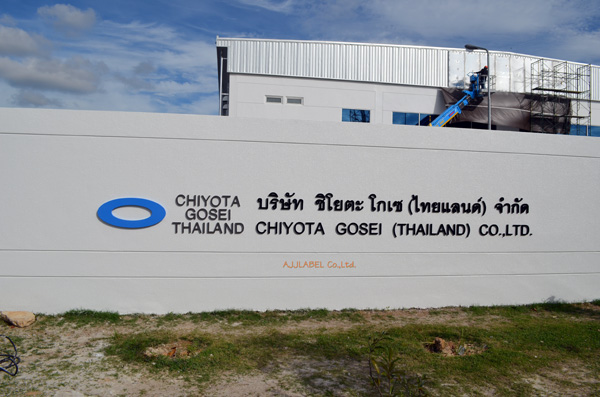 CHIYOTA
GOSEI
THAILAND
บริษัท ชิโยตะ โกเซ (ไทยแลนด์) จำกัด
CHIYOTA GOSEI (THAILAND) CO.,LTD.
AJJLABEL Co.,Ltd.